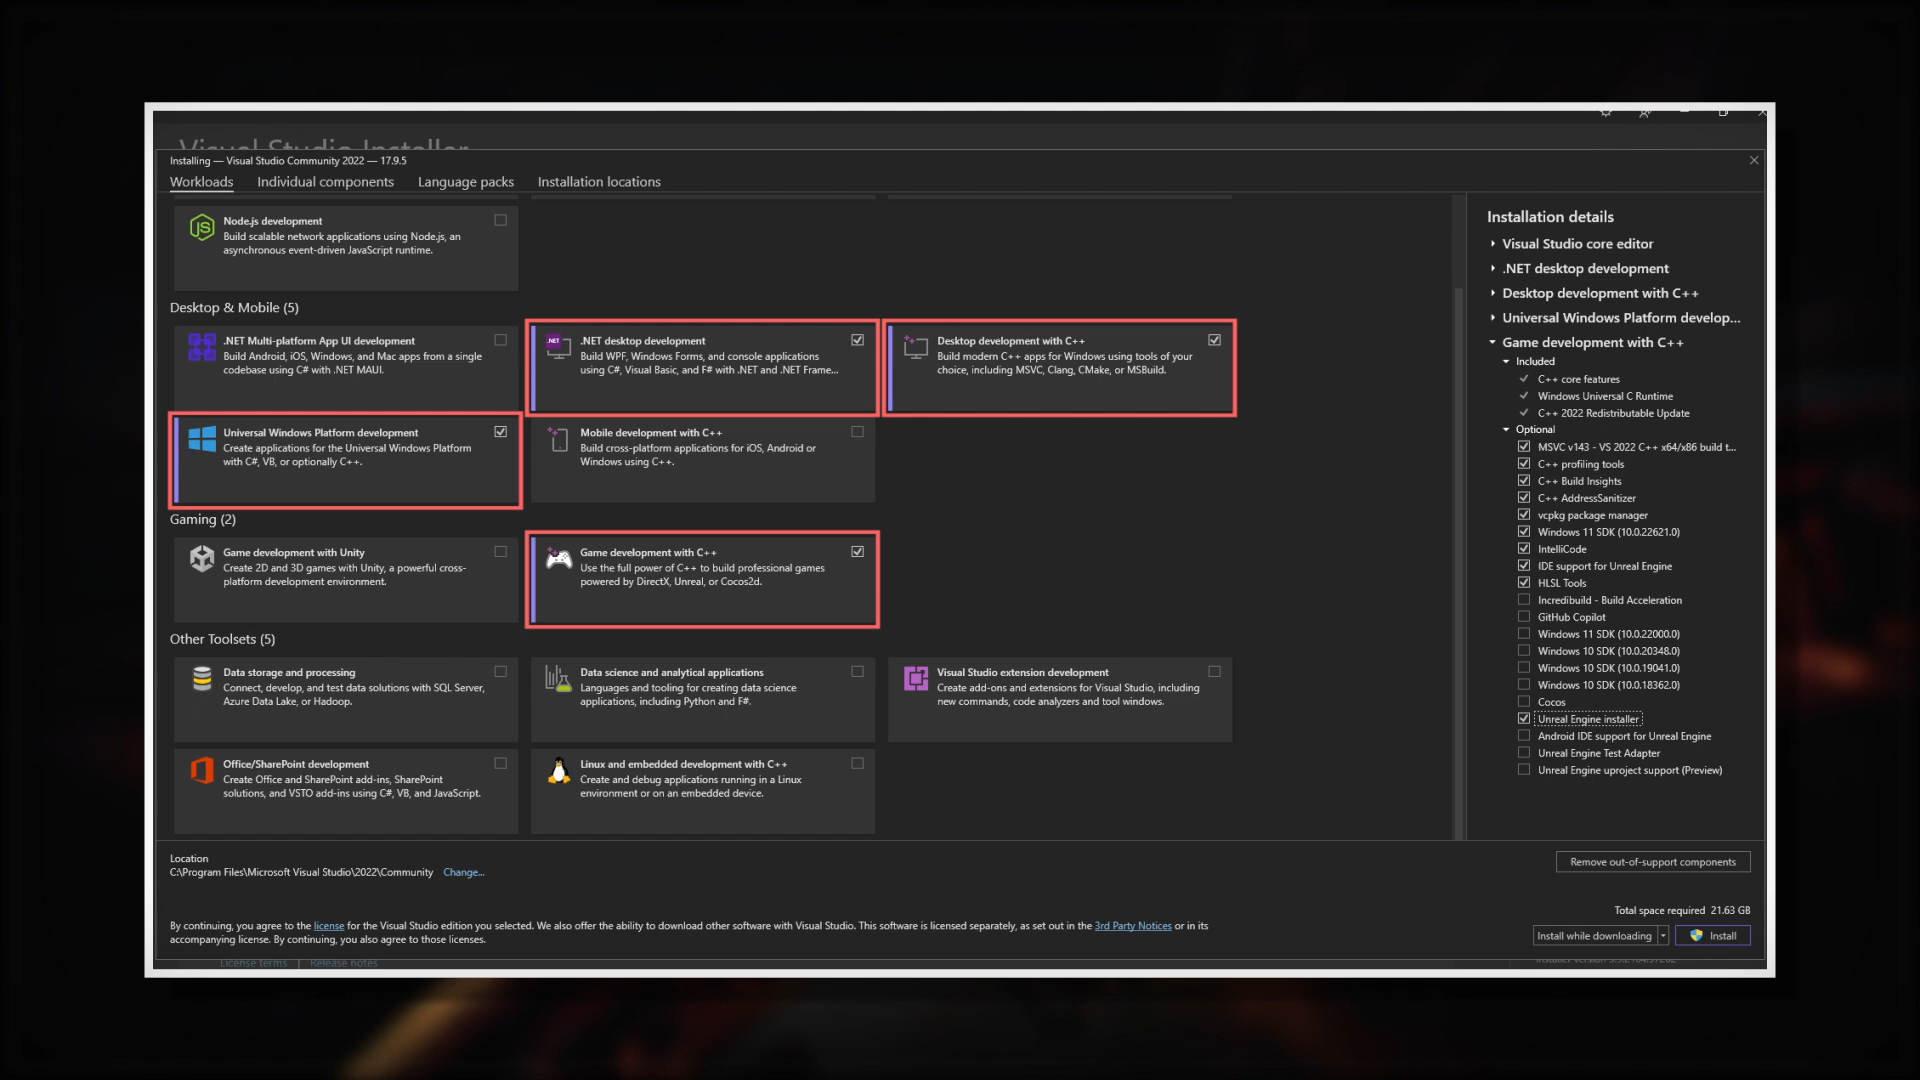 Visual Studio Installer
Installing — Visual Studio Community 2022 — 17.9.5
Workloads
Individual components
Language packs
Installation locations
Node.js development
Build scalable network applications using Node.js, an
asynchronous event-driven JavaScript runtime.
Desktop & Mobile (5)
.NET Multi-platform App UI development
Build Android, iOS, Windows, and Mac apps from a single
codebase using C# with .NET MAUI.
.NET desktop development
Build WPF, Windows Forms, and console applications
using C#, Visual Basic, and F# with .NET and .NET Frame...
Desktop development with C++
Build modern C++ apps for Windows using tools of your
choice, including MSVC, Clang, CMake, or MSBuild.
Universal Windows Platform development
Create applications for the Universal Windows Platform
with C#, VB, or optionally C++.
Mobile development with C++
Build cross-platform applications for iOS, Android or
Windows using C++.
Gaming (2)
Game development with Unity
Create 2D and 3D games with Unity, a powerful cross-
platform development environment.
Game development with C++
Use the full power of C++ to build professional games
powered by DirectX, Unreal, or Cocos2d.
Other Toolsets (5)
Data storage and processing
Connect, develop, and test data solutions with SQL Server,
Azure Data Lake, or Hadoop.
Data science and analytical applications
Languages and tooling for creating data science
applications, including Python and F#.
Visual Studio extension development
Create add-ons and extensions for Visual Studio, including
new commands, code analyzers and tool windows.
Office/SharePoint development
Create Office and SharePoint add-ins, SharePoint
solutions, and VSTO add-ins using C#, VB, and JavaScript.
Linux and embedded development with C++
Create and debug applications running in a Linux
environment or on an embedded device.
Installation details
Visual Studio core editor
.NET desktop development
Desktop development with C++
Universal Windows Platform develop...
Game development with C++
Included
C++ core features
Windows Universal C Runtime
C++ 2022 Redistributable Update
Optional
MSVC v143 - VS 2022 C++ x64/x86 build t...
C++ profiling tools
C++ Build Insights
C++ AddressSanitizer
vcpkg package manager
Windows 11 SDK (10.0.22621.0)
IntelliCode
IDE support for Unreal Engine
HLSL Tools
Incredibuild - Build Acceleration
GitHub Copilot
Windows 11 SDK (10.0.22000.0)
Windows 10 SDK (10.0.20348.0)
Windows 10 SDK (10.0.19041.0)
Windows 10 SDK (10.0.18362.0)
Cocos
Unreal Engine installer
Android IDE support for Unreal Engine
Unreal Engine Test Adapter
Unreal Engine uproject support (Preview)
Location
C:\Program Files\Microsoft Visual Studio\2022\Community Change...
Remove out-of-support components
Total space required 21.63 GB
By continuing, you agree to the license for the Visual Studio edition you selected. We also offer the ability to download other software with Visual Studio. This software is licensed separately, as set out in the 3rd Party Notices or in its
accompanying license. By continuing, you also agree to those licenses.
Install while downloading
Install
License terms | Release notes